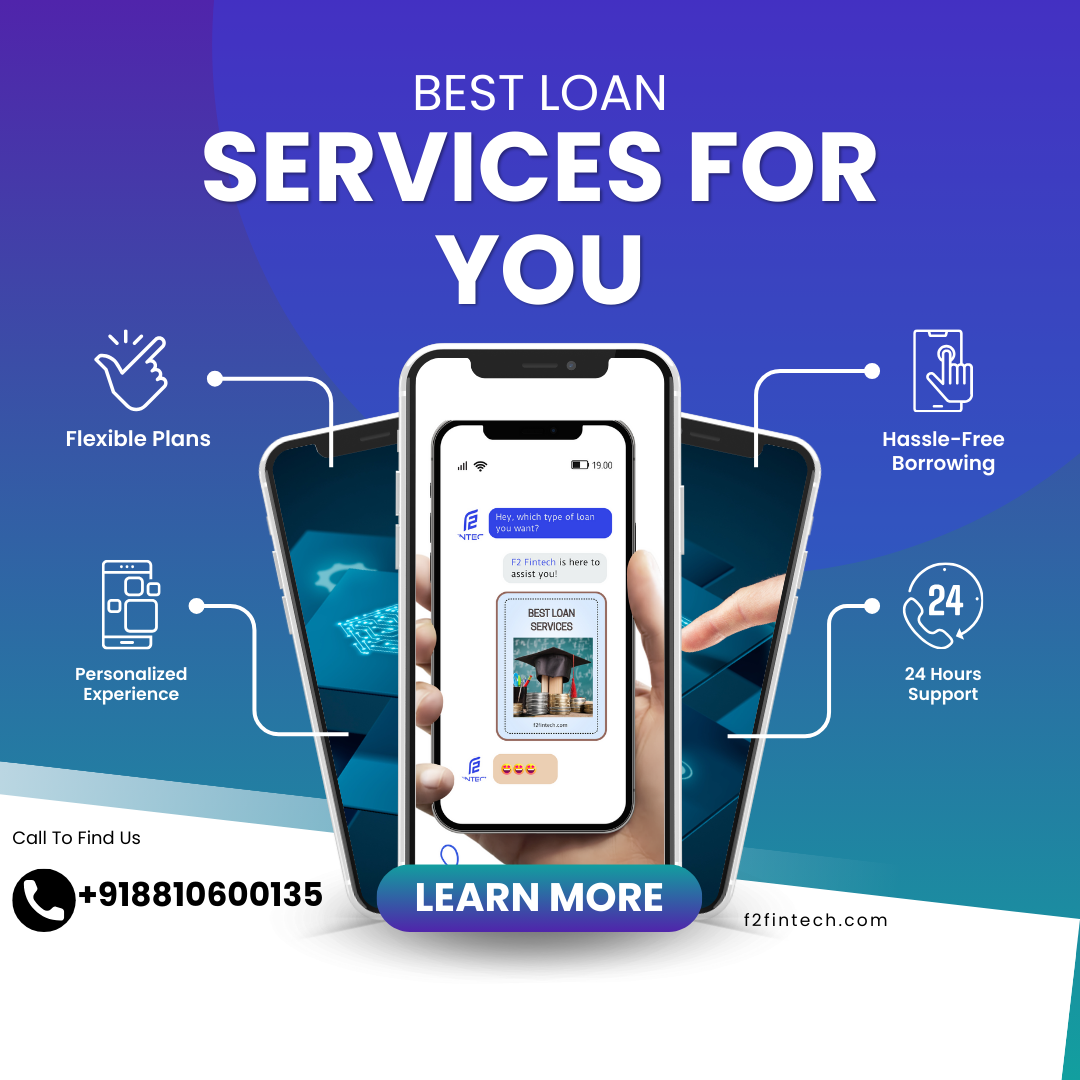 BEST LOAN
SERVICES FOR
YOU
Flexible Plans
Hassle-Free
Borrowing
19.00
F2
Hey, which type of loan
you want?
F2 Fintech is here to
assist you!
BEST LOAN
SERVICES
f2fintech.com
Personalized
Experience
24
24 Hours
Support
Call To Find Us
+918810600135
LEARN MORE
f2fintech.com